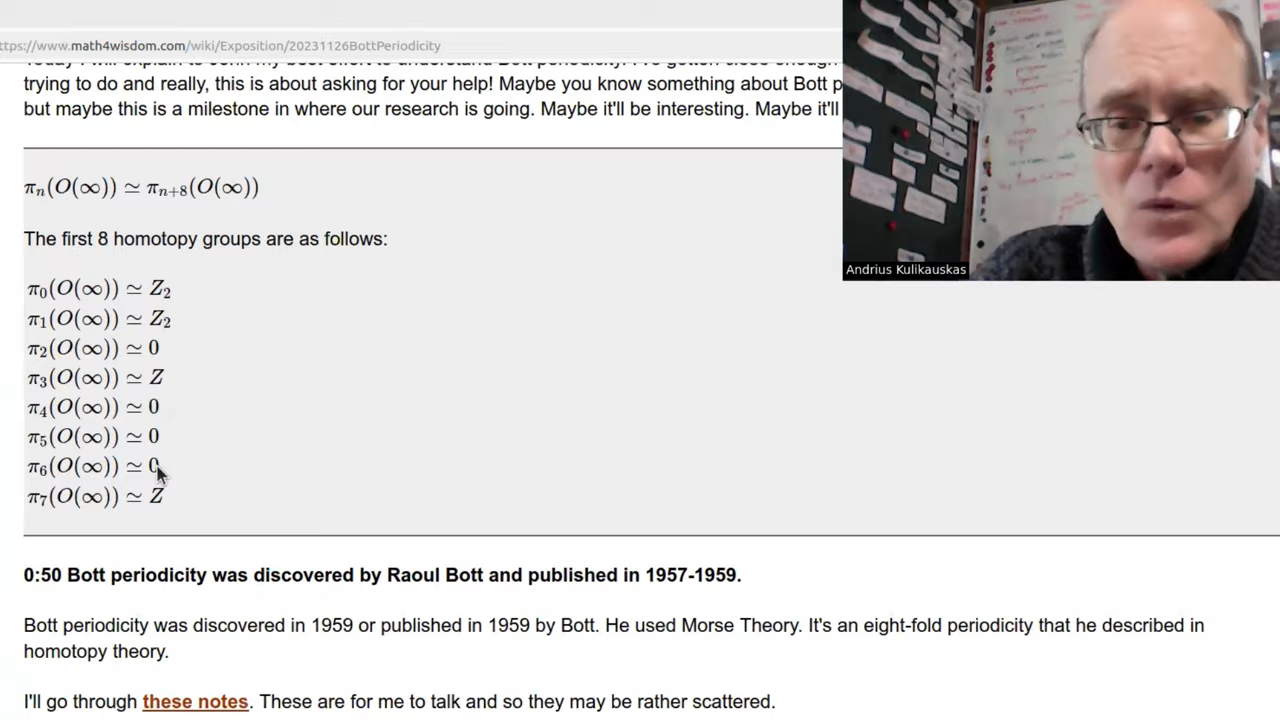 ttps://www.math4wisdom.com/wiki/Exposition/20231126BottPeriodicity
trying to do and really, this is about asking for your help! Maybe you know something about Bott p
but maybe this is a milestone in where our research is going. Maybe it'll be interesting. Maybe it'll
πn(O(∞)) ≃ πn+8(O(∞))
The first 8 homotopy groups are as follows:
π0(O(∞)) ≃ Z2
π1(O(∞)) ≃ Z2
π2(O(∞)) ≃ 0
π3(O(∞)) ≃ Z
π4(O(∞)) ≃ 0
π5(O(∞)) ≃ 0
π6(O(∞)) ≃ 0
π7(O(∞)) ≃ Z
Andrius Kulikauskas
0:50 Bott periodicity was discovered by Raoul Bott and published in 1957-1959.
Bott periodicity was discovered in 1959 or published in 1959 by Bott. He used Morse Theory. It's an eight-fold periodicity that he described in
homotopy theory.
I'll go through these notes. These are for me to talk and so they may be rather scattered.